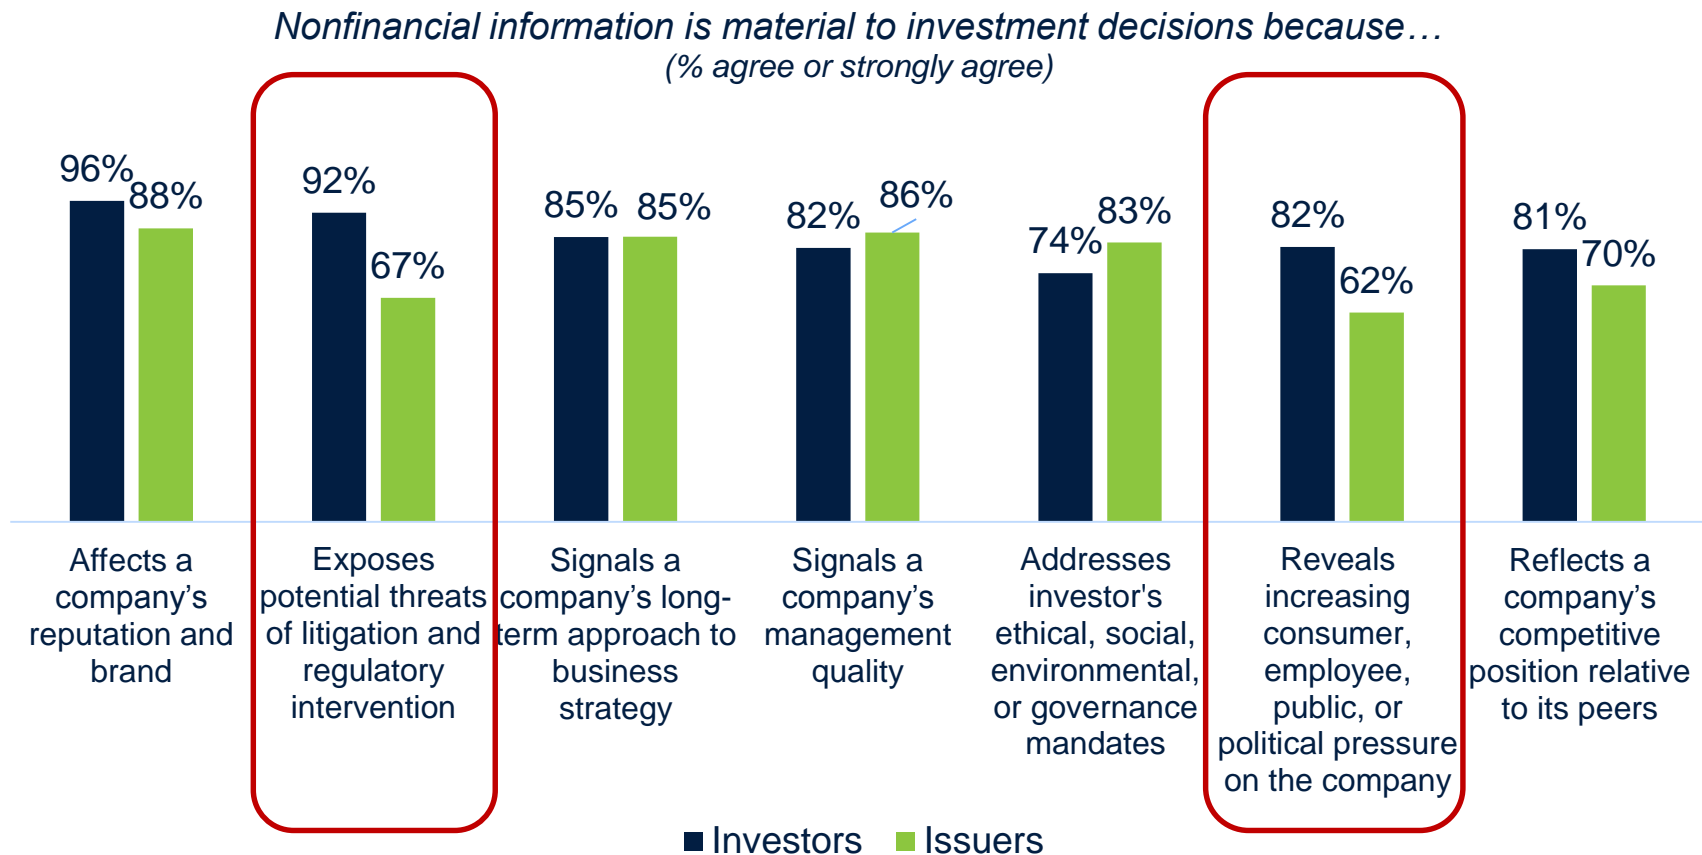 Nonfinancial information is material to investment decisions because…
(% agree or strongly agree)
96%
88%
92%
67%
85%
85%
82%
86%
74%
83%
82%
62%
81%
70%
Affects a
company’s
reputation and
brand
Exposes
potential threats
of litigation and
regulatory
intervention
Signals a
company’s long-
term approach to
business
strategy
Signals a
company’s
management
quality
Addresses
investor's
ethical, social,
environmental,
or governance
mandates
Reveals
increasing
consumer,
employee,
public, or
political pressure
on the company
Reflects a
company’s
competitive
position relative
to its peers
Investors
Issuers